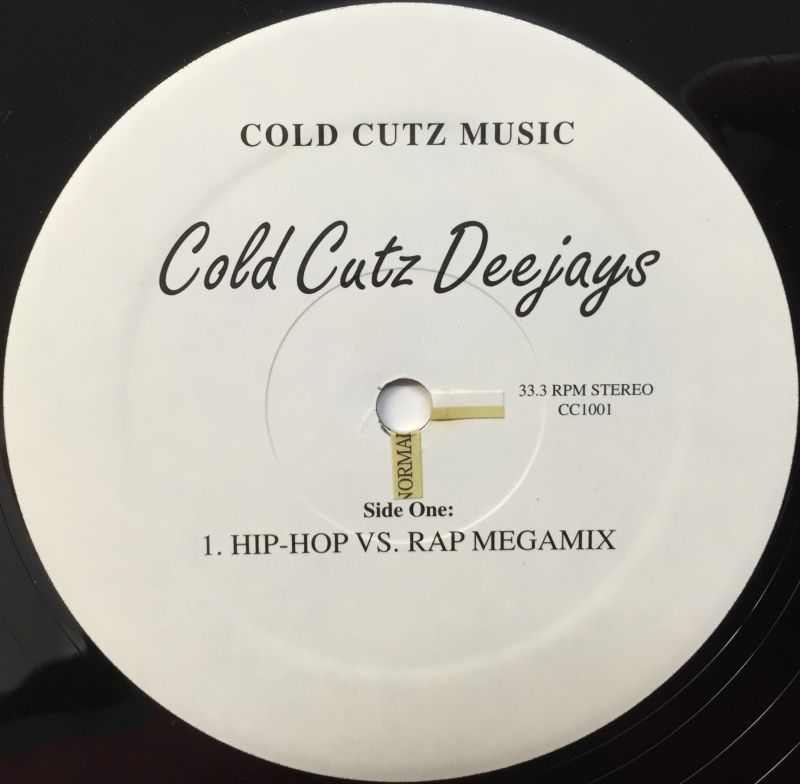 COLD CUTZ MUSIC
Cold Cutz Deejays
33.3 RPM STEREO
CC1001
NORMAL
Side One:
1. HIP-HOP VS. RAP MEGAMIX